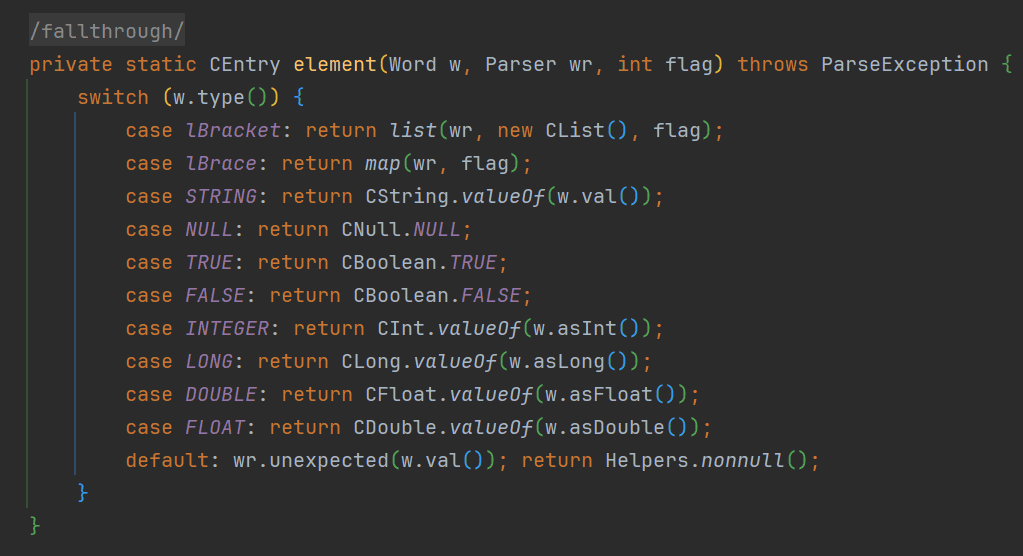 /fallthrough/
private static CEntry element(Word w, Parser wr, int flag) throws ParseException {
    switch (w.type()) {
        case lBracket: return list(wr, new CList(), flag);
        case lBrace: return map(wr, flag);
        case STRING: return CString.valueOf(w.val());
        case NULL: return CNull.NULL;
        case TRUE: return CBoolean.TRUE;
        case FALSE: return CBoolean.FALSE;
        case INTEGER: return CInt.valueOf(w.asInt());
        case LONG: return CLong.valueOf(w.asLong());
        case DOUBLE: return CFloat.valueOf(w.asFloat());
        case FLOAT: return CDouble.valueOf(w.asDouble());
        default: wr.unexpected(w.val()); return Helpers.nonnull();
    }
}